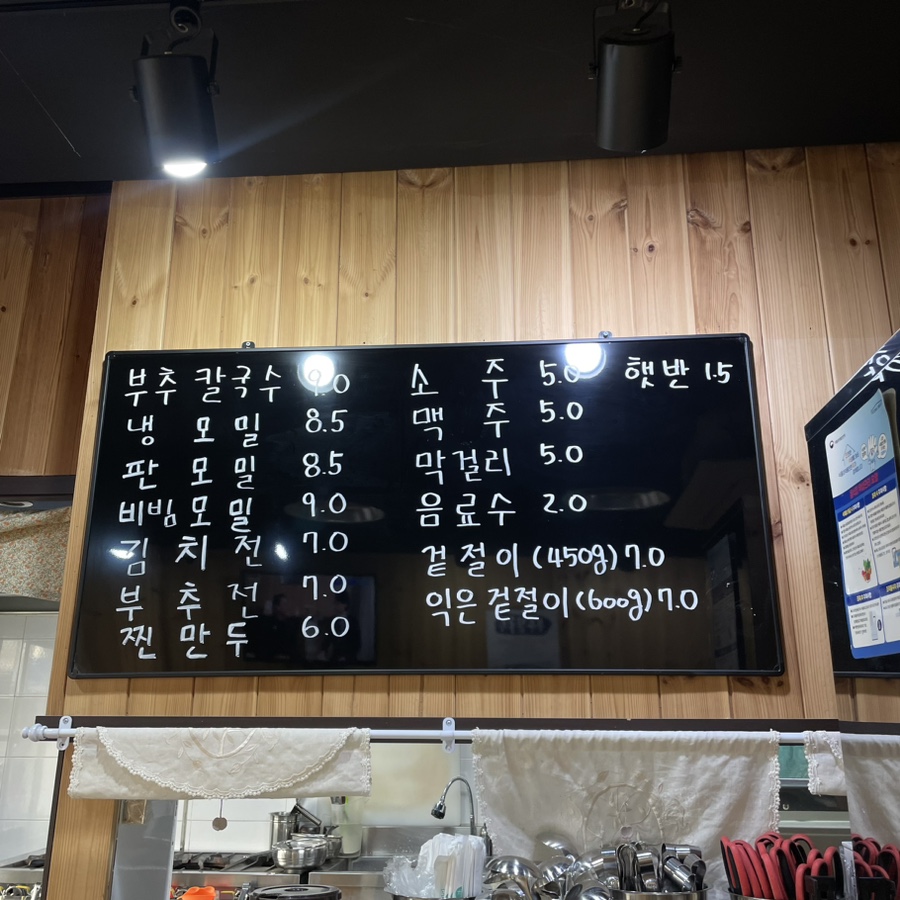 부추 칼국수 9.0
냉 모 밀 8.5
판 모 밀 8.5
비빔 모 밀 9.0
김 치 전 7.0
부 추 전 7.0
찐 만 두 6.0
소 주 5.0 햇반 1.5
맥 주 5.0
막걸리 5.0
음료수 2.0
겉절이 (450g) 7.0
익은 겉절이 (600g) 7.0